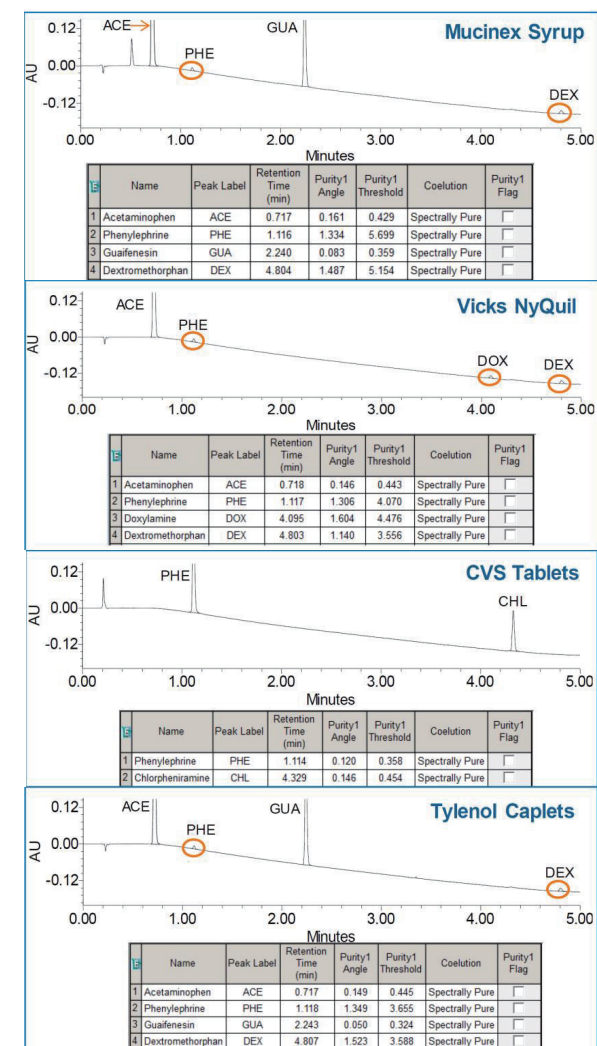 Mucinex Syrup
ACE
PHE
GUA
DEX
AU
0.12
0.00
-0.12
0.00 1.00 2.00 3.00 4.00 5.00
Minutes
Name Peak Label Retention Time (min) Purity1 Angle Purity1 Threshold Coelution Purity1 Flag
1 Acetaminophen ACE 0.717 0.161 0.429 Spectrally Pure
2 Phenylephrine PHE 1.116 1.334 5.699 Spectrally Pure
3 Guaifenesin GUA 2.240 0.083 0.359 Spectrally Pure
4 Dextromethorphan DEX 4.804 1.487 5.154 Spectrally Pure
Vicks NyQuil
ACE
PHE
DOX
DEX
AU
0.12
0.00
-0.12
0.00 1.00 2.00 3.00 4.00 5.00
Minutes
Name Peak Label Retention Time (min) Purity1 Angle Purity1 Threshold Coelution Purity1 Flag
1 Acetaminophen ACE 0.718 0.146 0.443 Spectrally Pure
2 Phenylephrine PHE 1.117 1.306 4.070 Spectrally Pure
3 Doxylamine DOX 4.095 1.604 4.476 Spectrally Pure
4 Dextromethorphan DEX 4.803 1.140 3.556 Spectrally Pure
CVS Tablets
PHE
CHL
AU
0.12
0.00
-0.12
0.00 1.00 2.00 3.00 4.00 5.00
Minutes
Name Peak Label Retention Time (min) Purity1 Angle Purity1 Threshold Coelution Purity1 Flag
1 Phenylephrine PHE 1.114 0.120 0.358 Spectrally Pure
2 Chlorpheniramine CHL 4.329 0.146 0.454 Spectrally Pure
Tylenol Caplets
ACE
PHE
GUA
DEX
AU
0.12
0.00
-0.12
0.00 1.00 2.00 3.00 4.00 5.00
Minutes
Name Peak Label Retention Time (min) Purity1 Angle Purity1 Threshold Coelution Purity1 Flag
1 Acetaminophen ACE 0.717 0.149 0.445 Spectrally Pure
2 Phenylephrine PHE 1.118 1.349 3.655 Spectrally Pure
3 Guaifenesin GUA 2.243 0.050 0.324 Spectrally Pure
4 Dextromethorphan DEX 4.807 1.523 3.588 Spectrally Pure